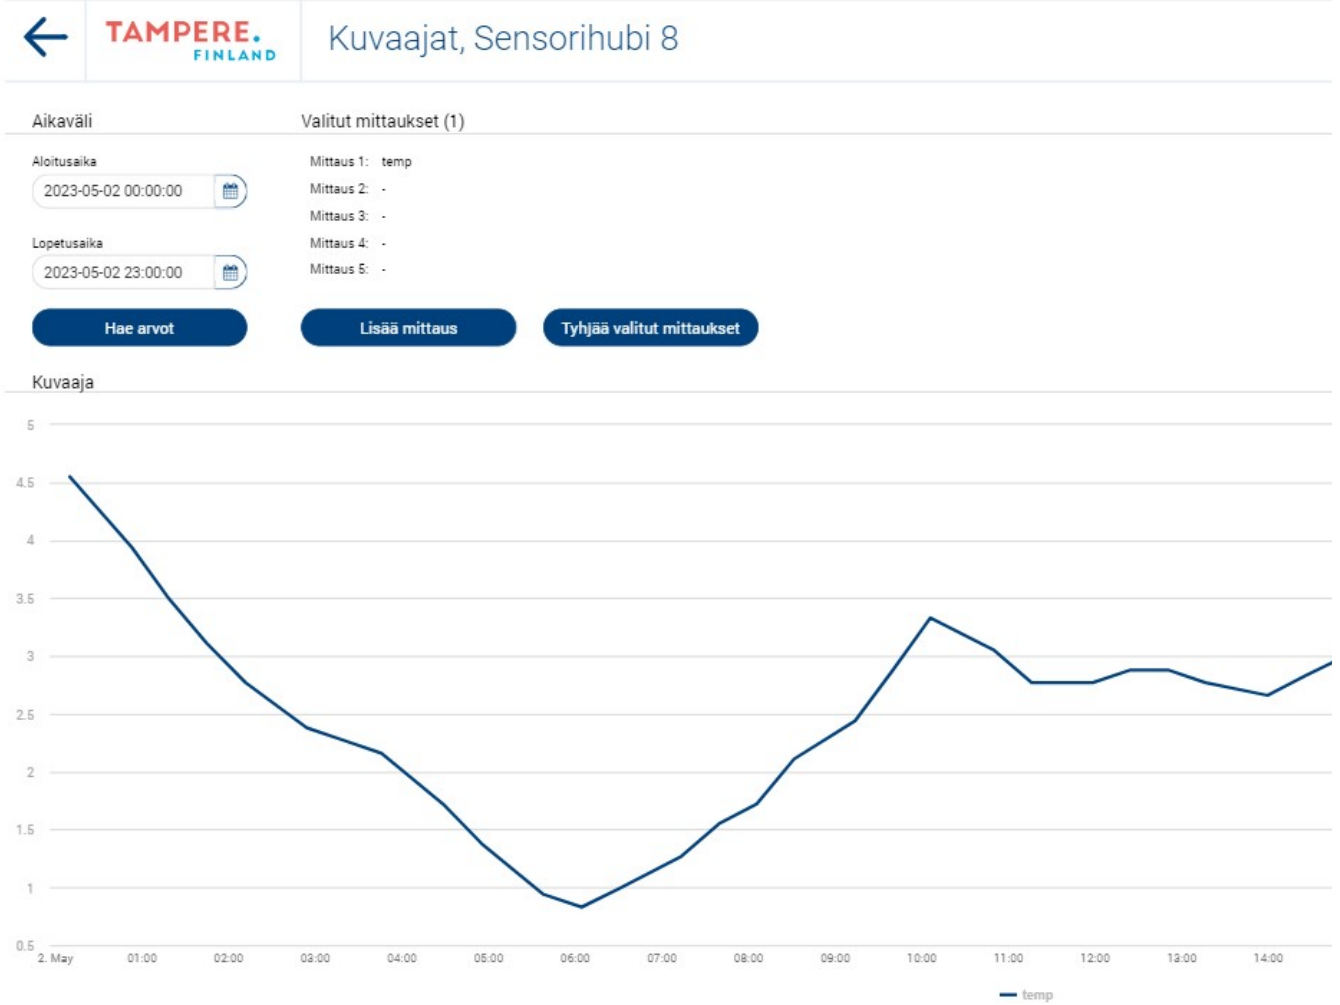 TAMPERE.
FINLAND
Kuvaajat, Sensorihubi 8
Aikaväli
Valitut mittaukset (1)
Aloitusaika
2023-05-02 00:00:00
Lopetusaika
2023-05-02 23:00:00
Mittaus 1: temp
Mittaus 2: -
Mittaus 3: -
Mittaus 4: -
Mittaus 5: -
Hae arvot
Lisää mittaus
Tyhjää valitut mittaukset
Kuvaaja
5
4.5
4
3.5
3
2.5
2
1.5
1
0.5
2. May 01:00 02:00 03:00 04:00 05:00 06:00 07:00 08:00 09:00 10:00 11:00 12:00 13:00 14:00
temp